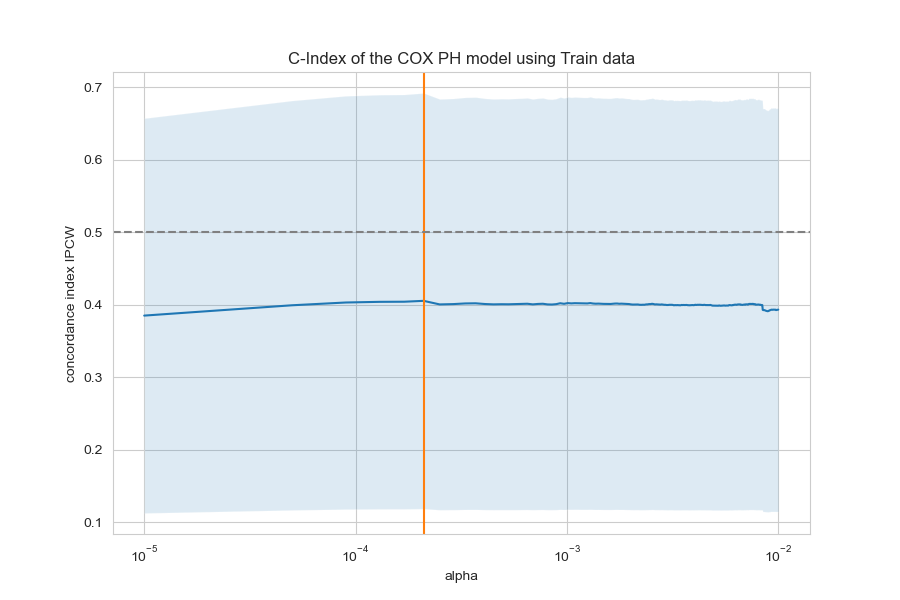 C-Index of the COX PH model using Train data
concordance index IPCW
0.7
0.6
0.5
0.4
0.3
0.2
0.1
10⁻⁵ 10⁻⁴ 10⁻³ 10⁻²
alpha